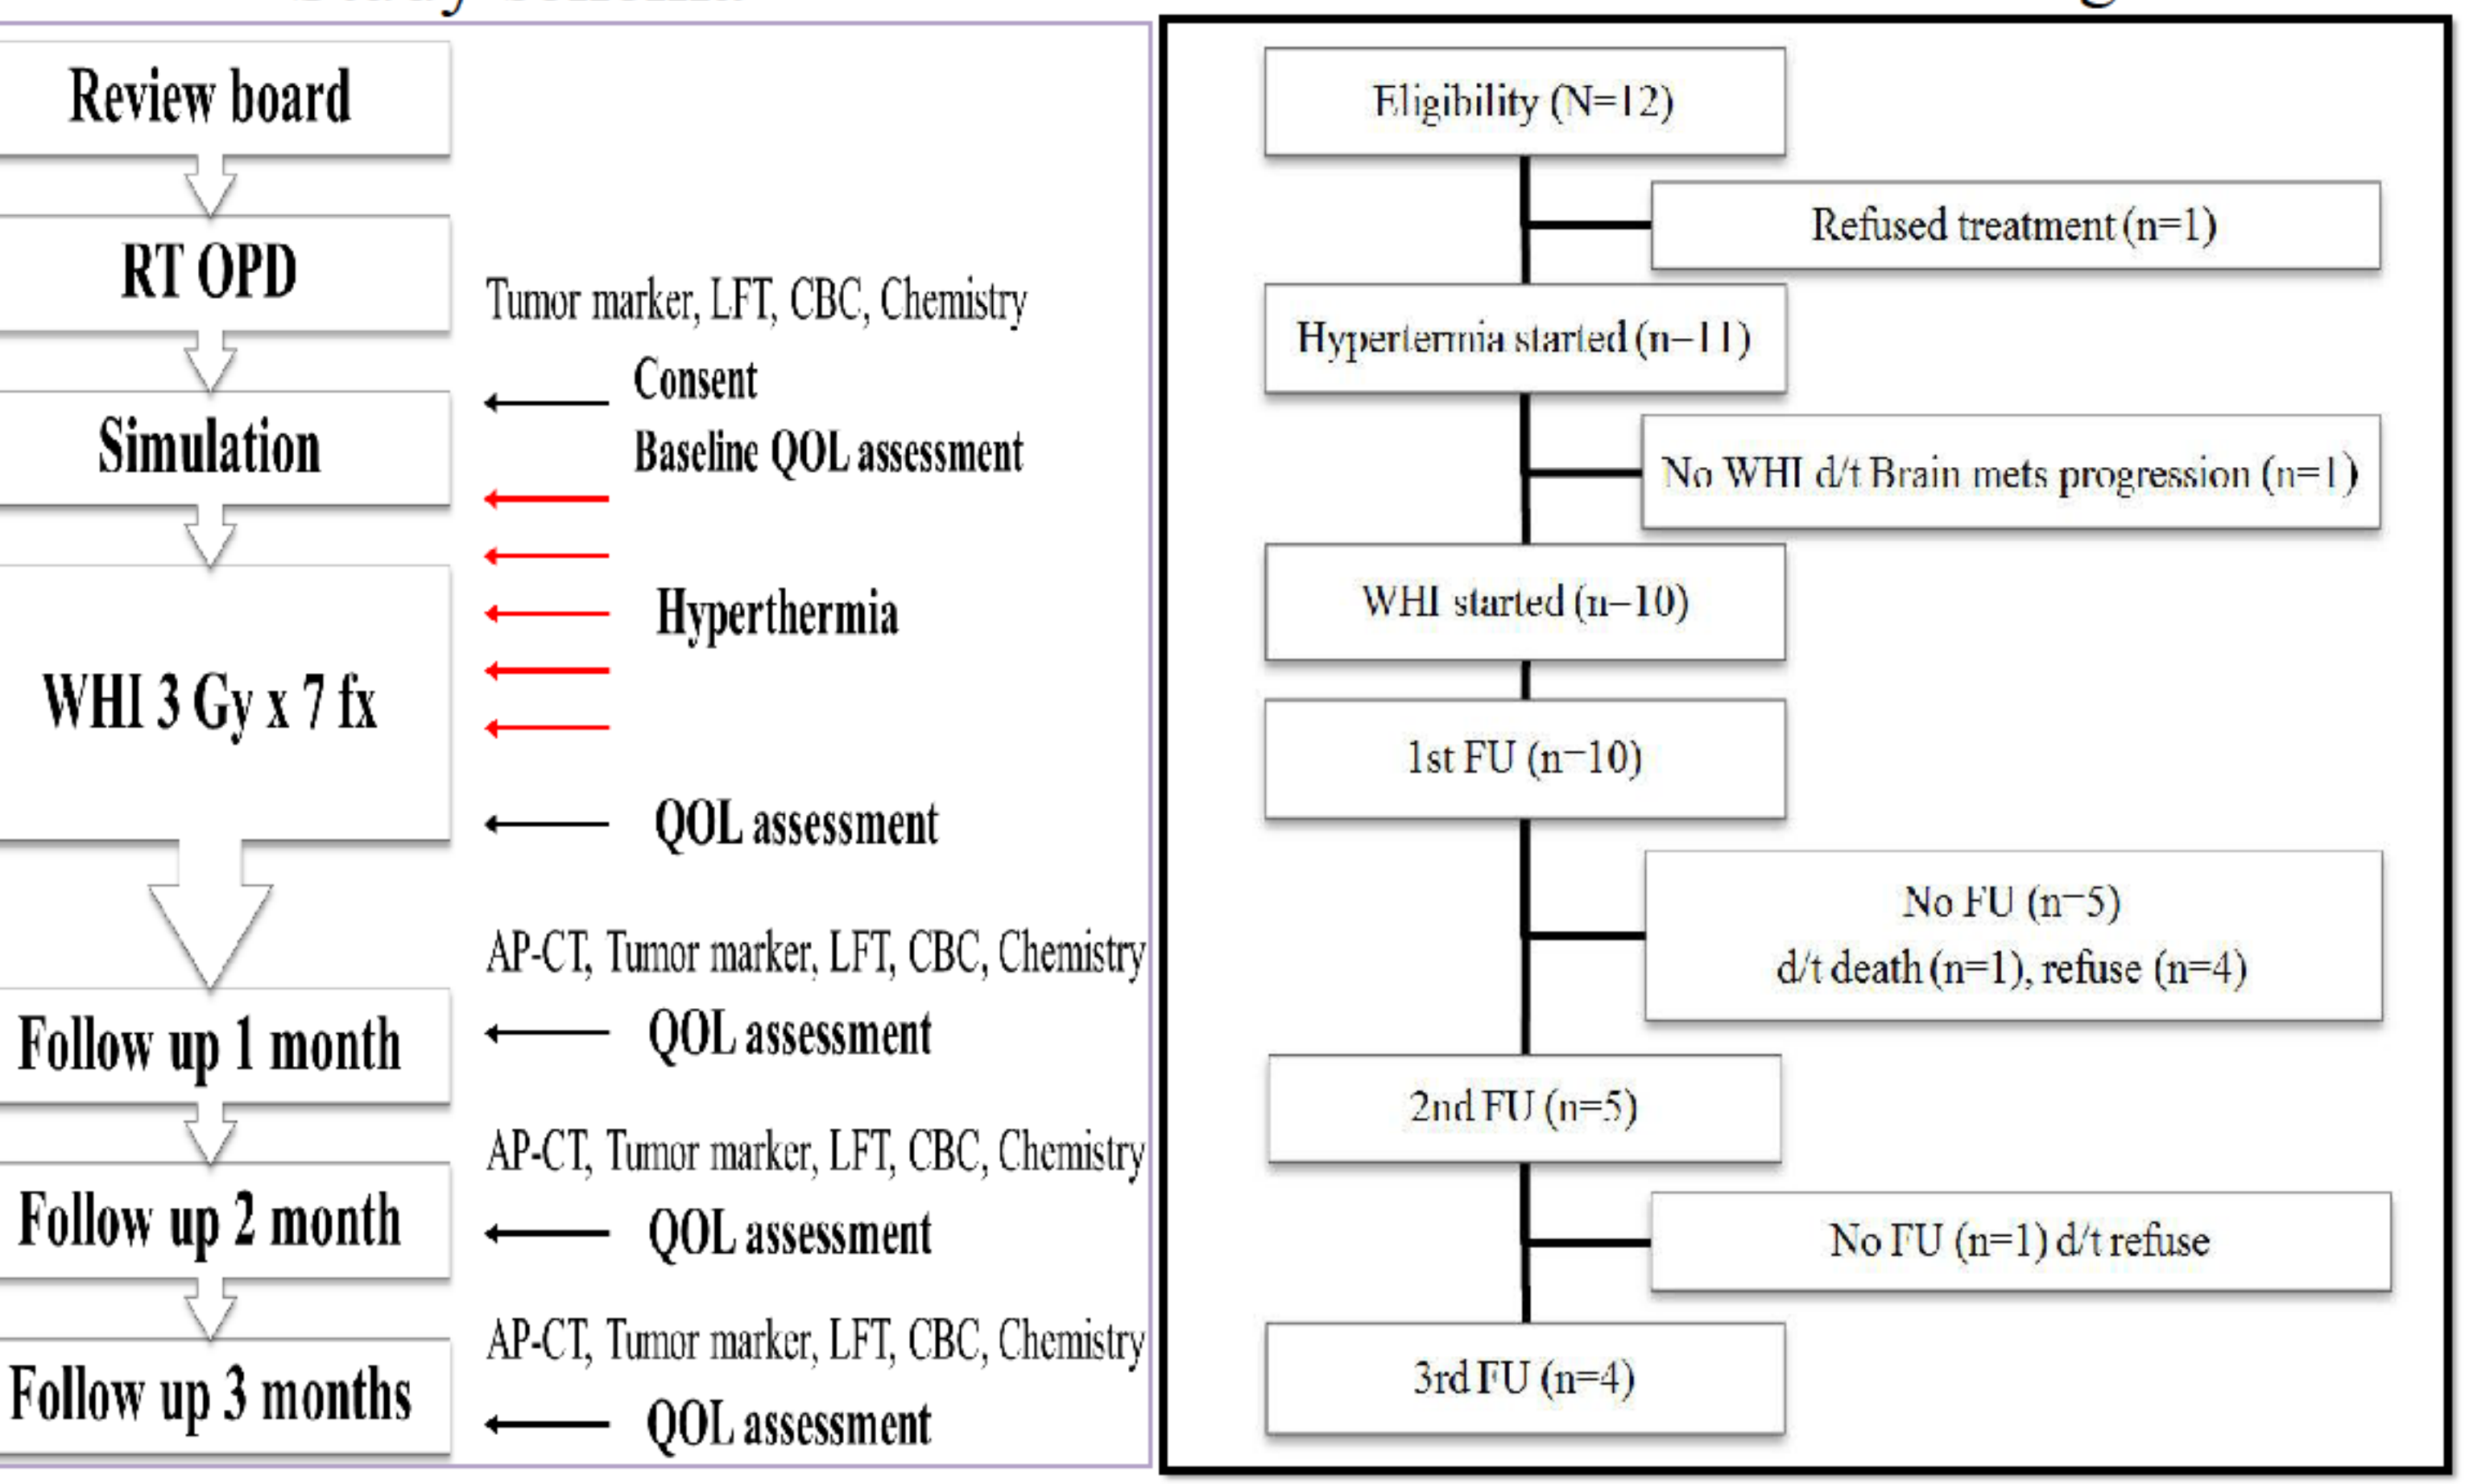 Review board
RT OPD
Tumor marker, LFT, CBC, Chemistry
Consent
Simulation
Baseline QOL assessment
Hyperthermia
WHI 3 Gy x 7 fx
QOL assessment
AP-CT, Tumor marker, LFT, CBC, Chemistry
Follow up 1 month
QOL assessment
AP-CT, Tumor marker, LFT, CBC, Chemistry
Follow up 2 month
QOL assessment
AP-CT, Tumor marker, LFT, CBC, Chemistry
Follow up 3 months
QOL assessment
Eligibility (N=12)
Refused treatment (n=1)
Hypertermia started (n=11)
No WHI d/t Brain mets progression (n=1)
WHI started (n=10)
1st FU (n=10)
No FU (n=5)
d/t death (n=1), refuse (n=4)
2nd FU (n=5)
No FU (n=1) d/t refuse
3rd FU (n=4)